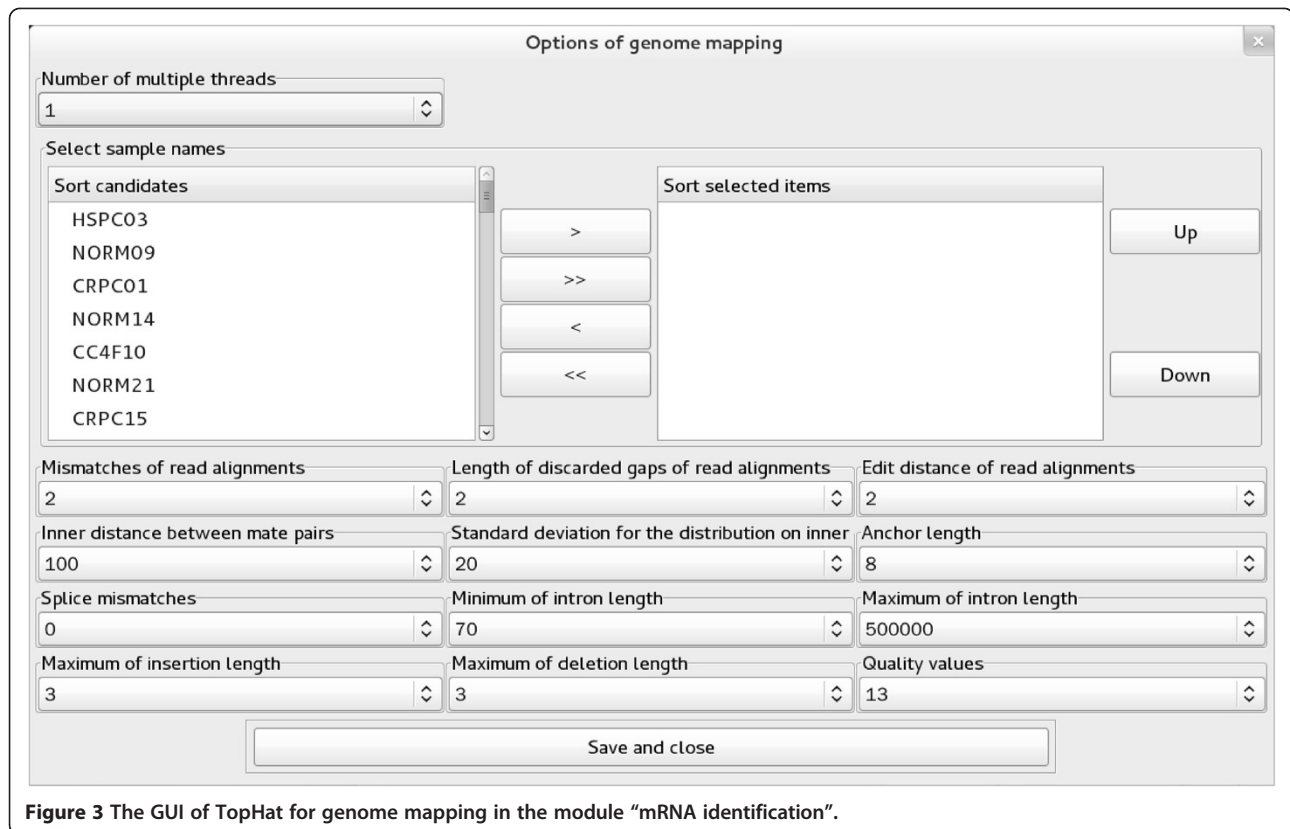 Options of genome mapping
×
Number of multiple threads
1
Select sample names
Sort candidates
HSPC03
NORM09
CRPC01
NORM14
CC4F10
NORM21
CRPC15
>
>>
<
<<
Sort selected items
Up
Down
Mismatches of read alignments
2
Length of discarded gaps of read alignments
2
Edit distance of read alignments
2
Inner distance between mate pairs
100
Standard deviation for the distribution on inner
20
Anchor length
8
Splice mismatches
0
Minimum of intron length
70
Maximum of intron length
500000
Maximum of insertion length
3
Maximum of deletion length
3
Quality values
13
Save and close
Figure 3 The GUI of TopHat for genome mapping in the module “mRNA identification”.